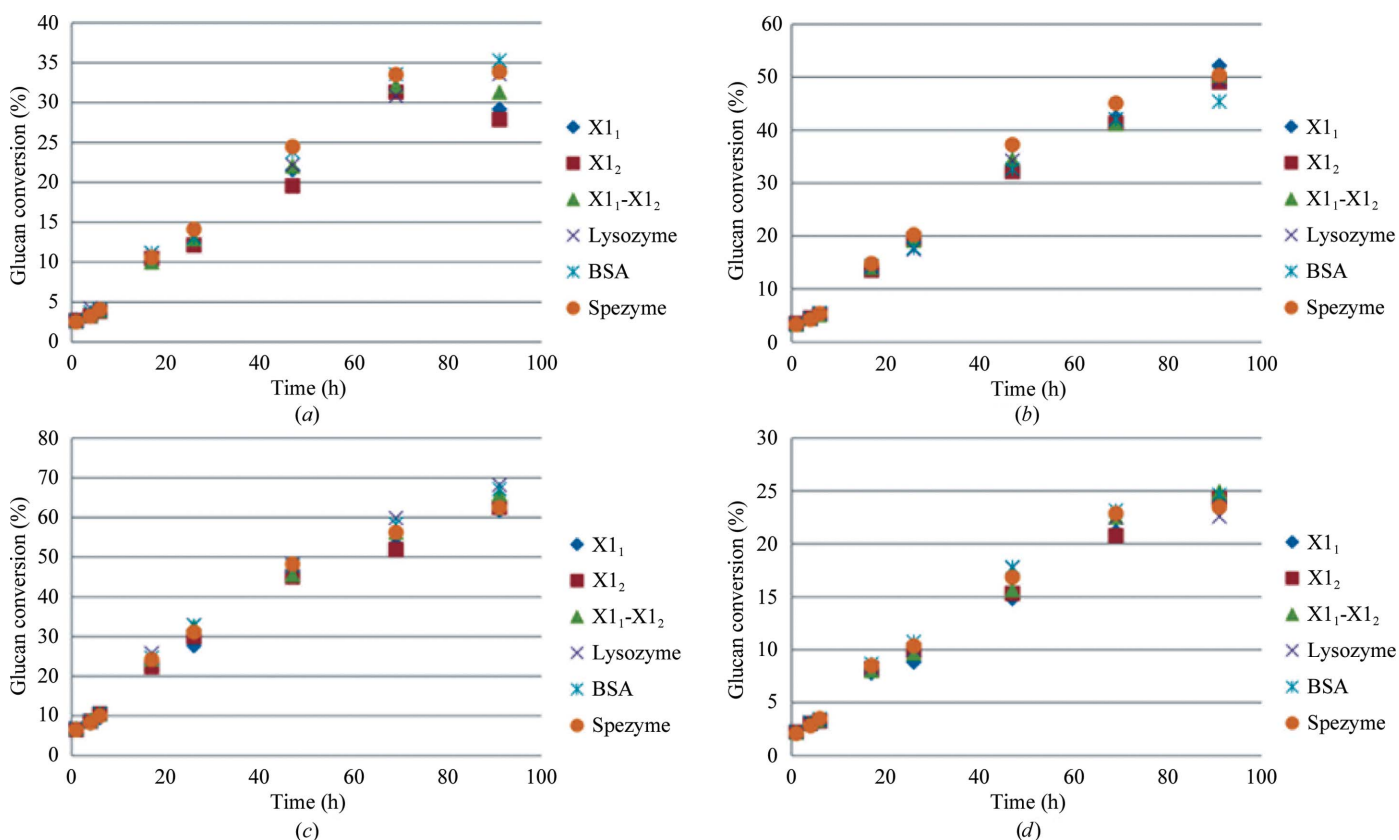 40
35
30
25
20
15
10
5
0
Glucan conversion (%)
0 20 40 60 80 100
Time (h)
X1₁
X1₂
X1₁-X1₂
Lysozyme
BSA
Spezyme
(a)
60
50
40
30
20
10
0
Glucan conversion (%)
0 20 40 60 80 100
Time (h)
X1₁
X1₂
X1₁-X1₂
Lysozyme
BSA
Spezyme
(b)
80
70
60
50
40
30
20
10
0
Glucan conversion (%)
0 20 40 60 80 100
Time (h)
X1₁
X1₂
X1₁-X1₂
Lysozyme
BSA
Spezyme
(c)
30
25
20
15
10
5
0
Glucan conversion (%)
0 20 40 60 80 100
Time (h)
X1₁
X1₂
X1₁-X1₂
Lysozyme
BSA
Spezyme
(d)